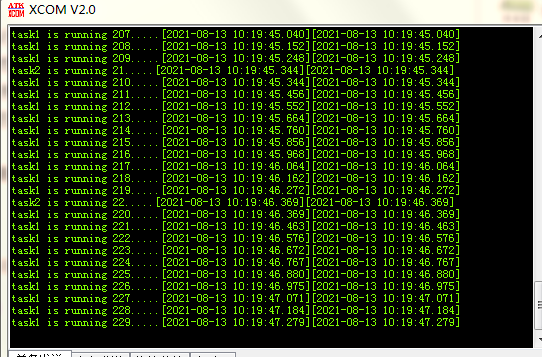 ATK XCOM XCOM V2.0
task1 is running 207.....[2021-08-13 10:19:45.040][2021-08-13 10:19:45.040]
task1 is running 208.....[2021-08-13 10:19:45.152][2021-08-13 10:19:45.152]
task1 is running 209.....[2021-08-13 10:19:45.248][2021-08-13 10:19:45.248]
task2 is running 21.....[2021-08-13 10:19:45.344][2021-08-13 10:19:45.344]
task1 is running 210.....[2021-08-13 10:19:45.344][2021-08-13 10:19:45.344]
task1 is running 211.....[2021-08-13 10:19:45.456][2021-08-13 10:19:45.456]
task1 is running 212.....[2021-08-13 10:19:45.552][2021-08-13 10:19:45.552]
task1 is running 213.....[2021-08-13 10:19:45.664][2021-08-13 10:19:45.664]
task1 is running 214.....[2021-08-13 10:19:45.760][2021-08-13 10:19:45.760]
task1 is running 215.....[2021-08-13 10:19:45.856][2021-08-13 10:19:45.856]
task1 is running 216.....[2021-08-13 10:19:45.968][2021-08-13 10:19:45.968]
task1 is running 217.....[2021-08-13 10:19:46.064][2021-08-13 10:19:46.064]
task1 is running 218.....[2021-08-13 10:19:46.162][2021-08-13 10:19:46.162]
task1 is running 219.....[2021-08-13 10:19:46.272][2021-08-13 10:19:46.272]
task2 is running 22.....[2021-08-13 10:19:46.369][2021-08-13 10:19:46.369]
task1 is running 220.....[2021-08-13 10:19:46.369][2021-08-13 10:19:46.369]
task1 is running 221.....[2021-08-13 10:19:46.463][2021-08-13 10:19:46.463]
task1 is running 222.....[2021-08-13 10:19:46.576][2021-08-13 10:19:46.576]
task1 is running 223.....[2021-08-13 10:19:46.672][2021-08-13 10:19:46.672]
task1 is running 224.....[2021-08-13 10:19:46.767][2021-08-13 10:19:46.767]
task1 is running 225.....[2021-08-13 10:19:46.880][2021-08-13 10:19:46.880]
task1 is running 226.....[2021-08-13 10:19:46.975][2021-08-13 10:19:46.975]
task1 is running 227.....[2021-08-13 10:19:47.071][2021-08-13 10:19:47.071]
task1 is running 228.....[2021-08-13 10:19:47.184][2021-08-13 10:19:47.184]
task1 is running 229.....[2021-08-13 10:19:47.279][2021-08-13 10:19:47.279]